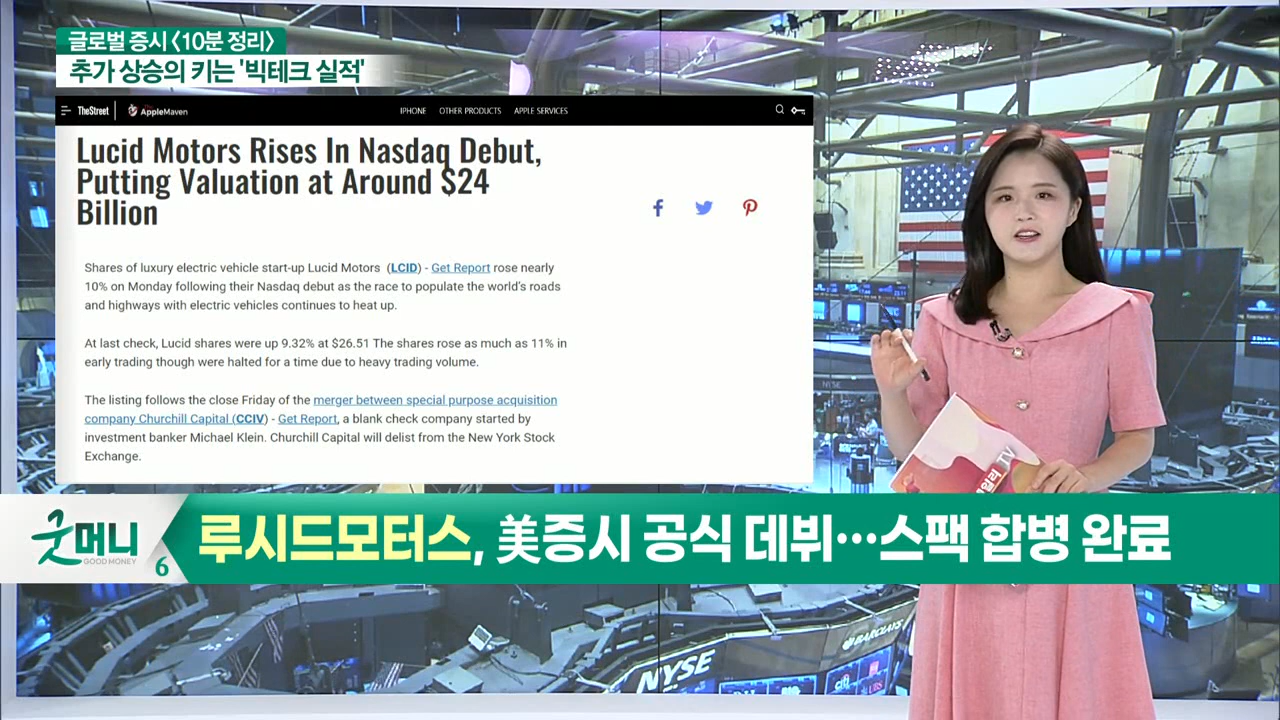 글로벌 증시 <10분 정리>
추가 상승의 키는 '빅테크 실적'
TheStreet
The AppleMaven
IPHONE OTHER PRODUCTS APPLE SERVICES
Lucid Motors Rises In Nasdaq Debut,
Putting Valuation at Around $24
Billion
Shares of luxury electric vehicle start-up Lucid Motors (LCID) - Get Report rose nearly
10% on Monday following their Nasdaq debut as the race to populate the world's roads
and highways with electric vehicles continues to heat up.
At last check, Lucid shares were up 9.32% at $26.51 The shares rose as much as 11% in
early trading though were halted for a time due to heavy trading volume.
The listing follows the close Friday of the merger between special purpose acquisition
company Churchill Capital (CCIV) - Get Report, a blank check company started by
investment banker Michael Klein. Churchill Capital will delist from the New York Stock
Exchange.
TV
굿머니
GOOD MONEY
6
루시드모터스, 美증시 공식 데뷔…스팩 합병 완료
NYSE
BARCLAYS
NYSE
citi
UBS